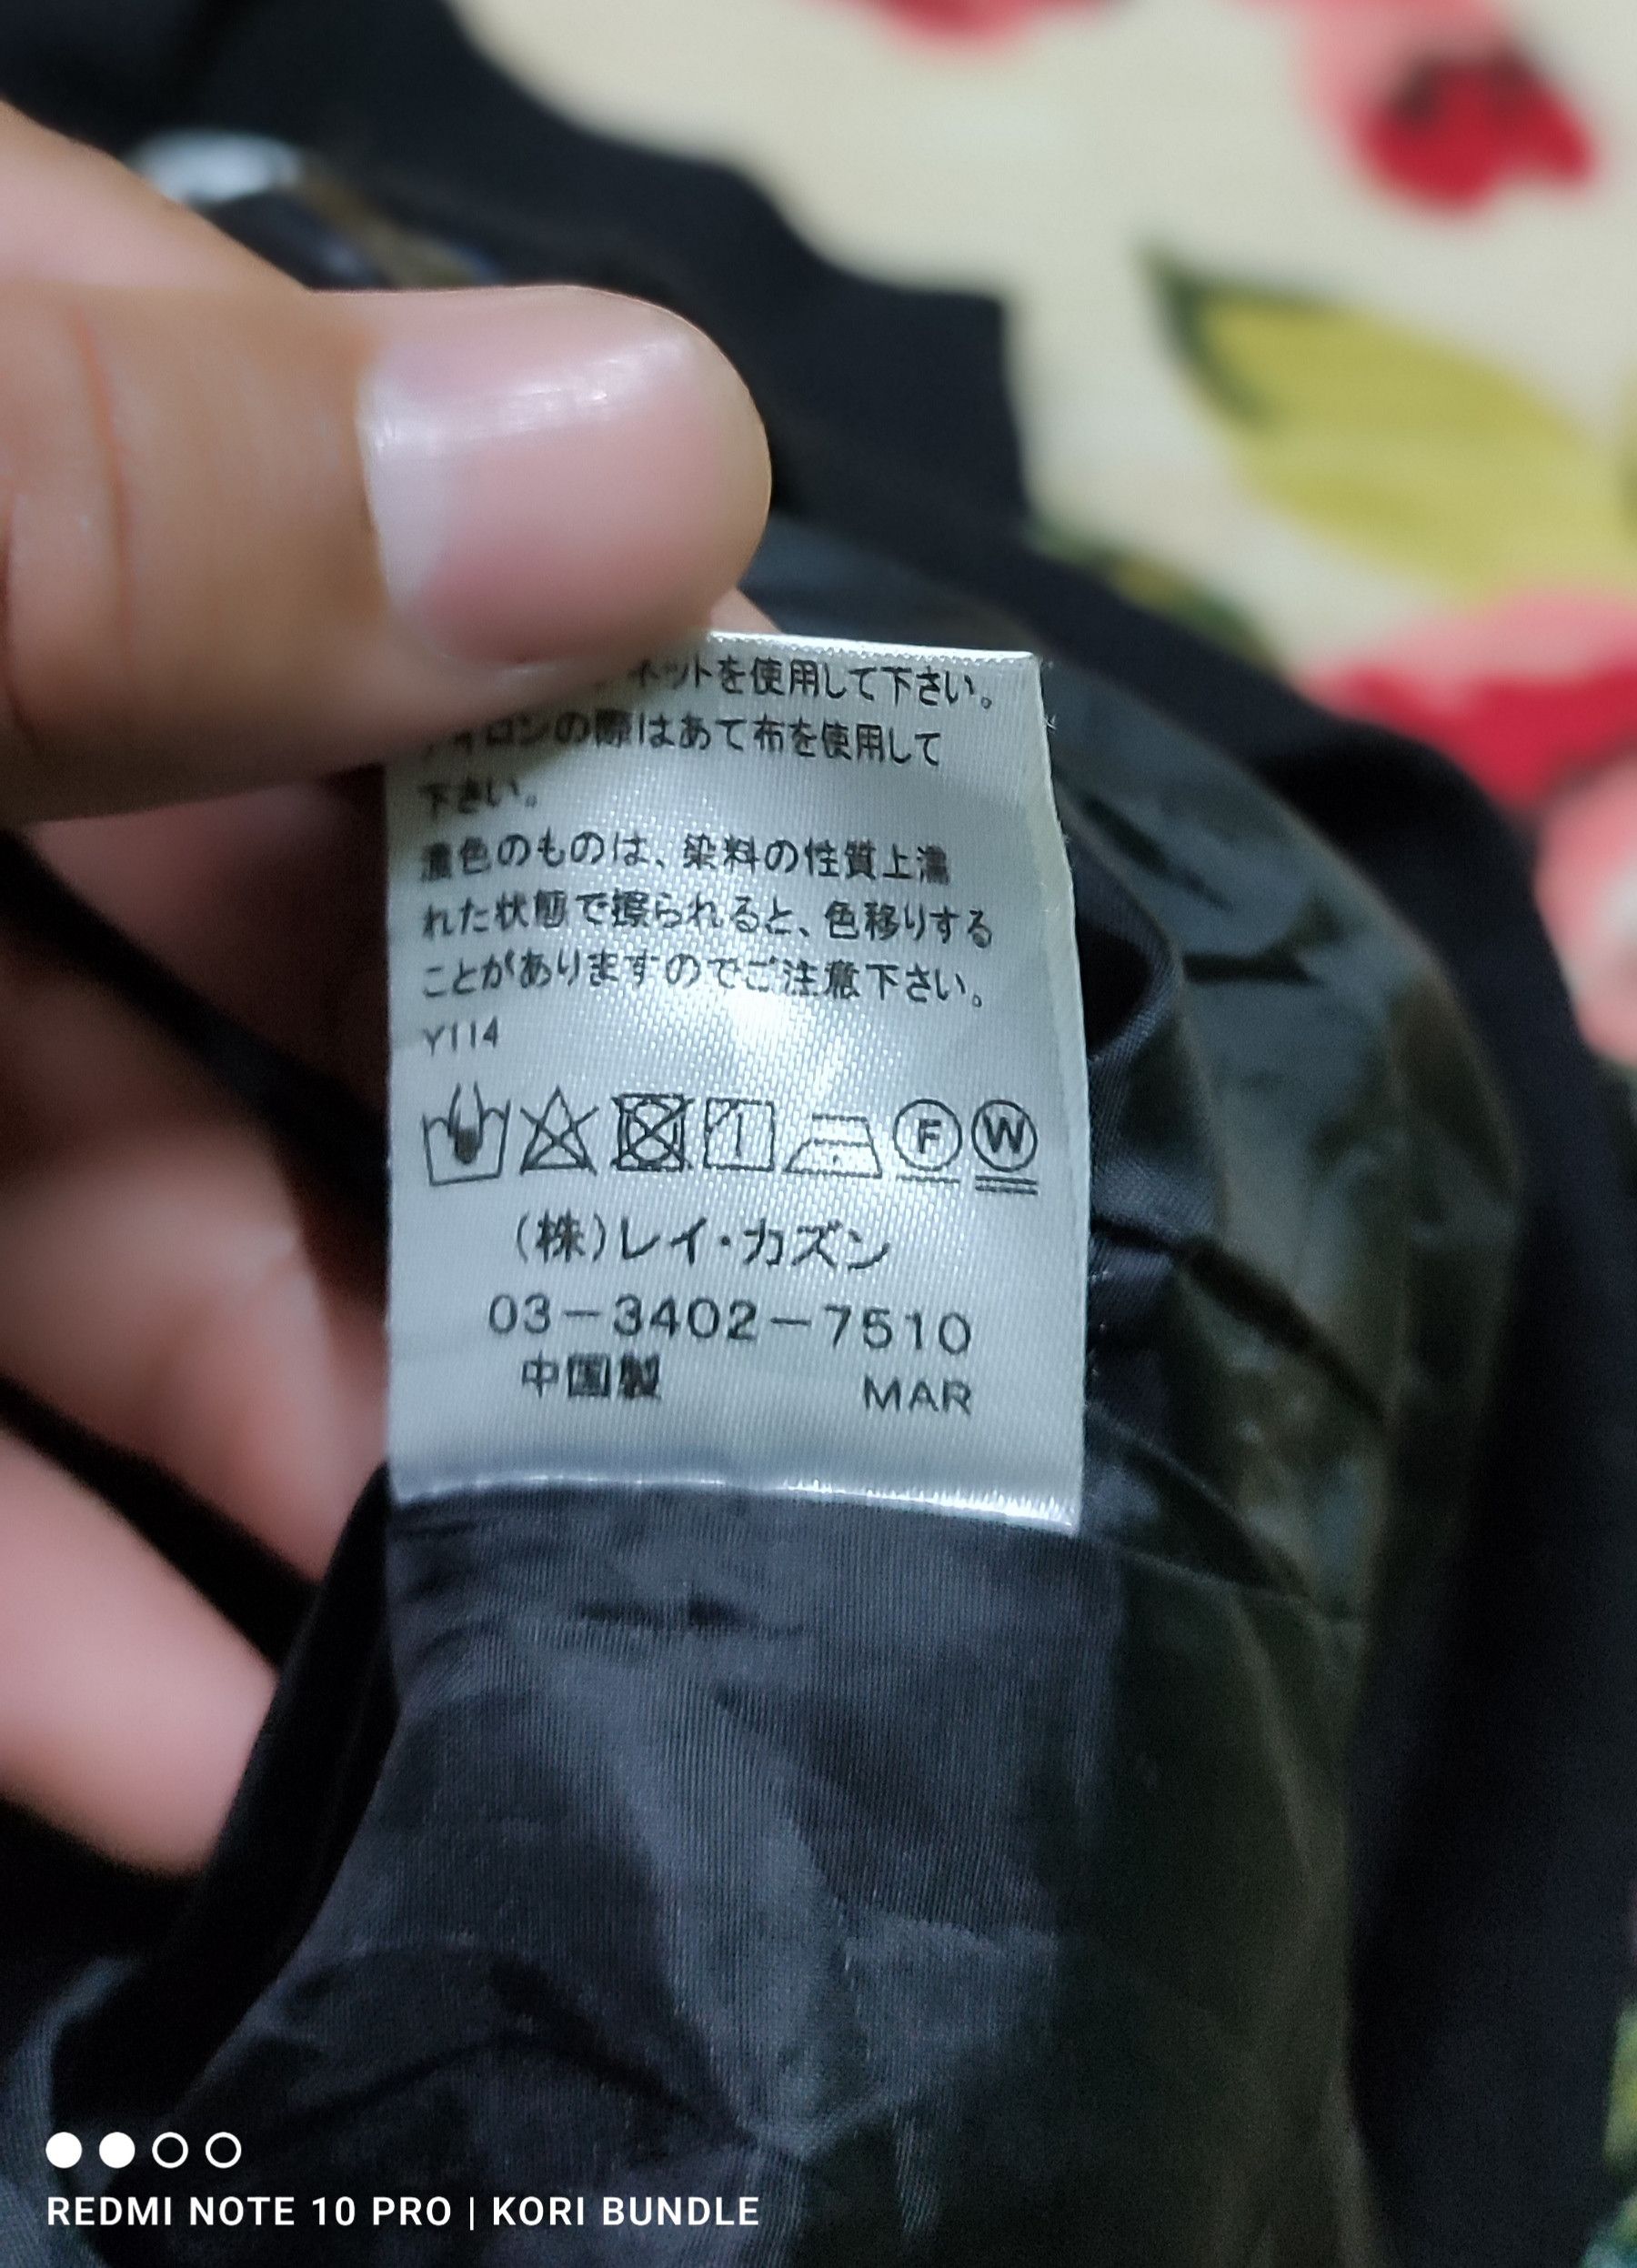 ネットを使用して下さい。
アイロンの際はあて布を使用して
下さい。
濃色のものは、染料の性質上濡
れた状態で擦られると、色移りする
ことがありますのでご注意下さい。
Y114
F W
(株)レイ・カズン
03-3402-7510
中国製 MAR
REDMI NOTE 10 PRO | KORI BUNDLE